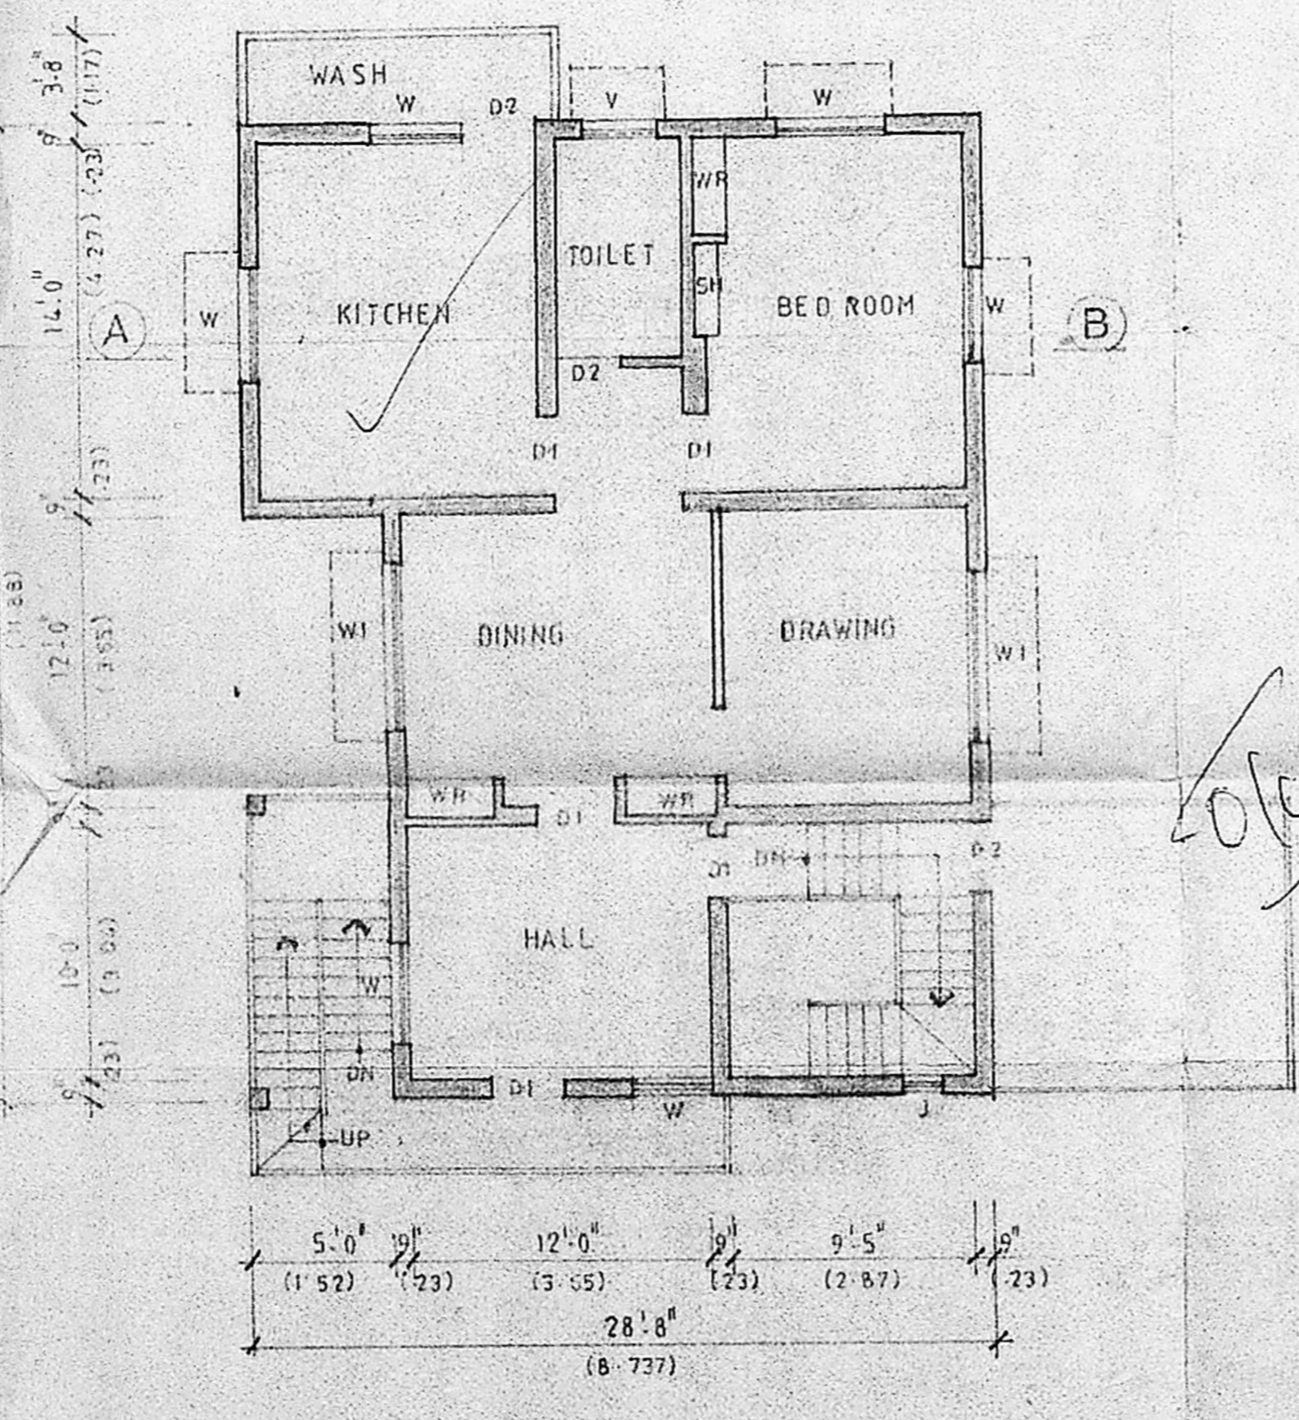 WASH
W
D2
V
W
3'-8"
(1·17)
9"
(·23)
WR
TOILET
SH
KITCHEN
BED ROOM
W
W
A
B
14'-0"
(4·27)
D2
D1
D1
9"
(·23)
W1
DINING
DRAWING
W1
12'-0"
(3·55)
WR
WR
D1
D1
DN
D2
HALL
W
10-0
DN
D1
W
J
9"
UP
5'-0"
9"
12'-0"
9"
9'-5"
9"
(1·52)
(·23)
(3·55)
(·23)
(2·87)
(·23)
28'-8"
(8·737)